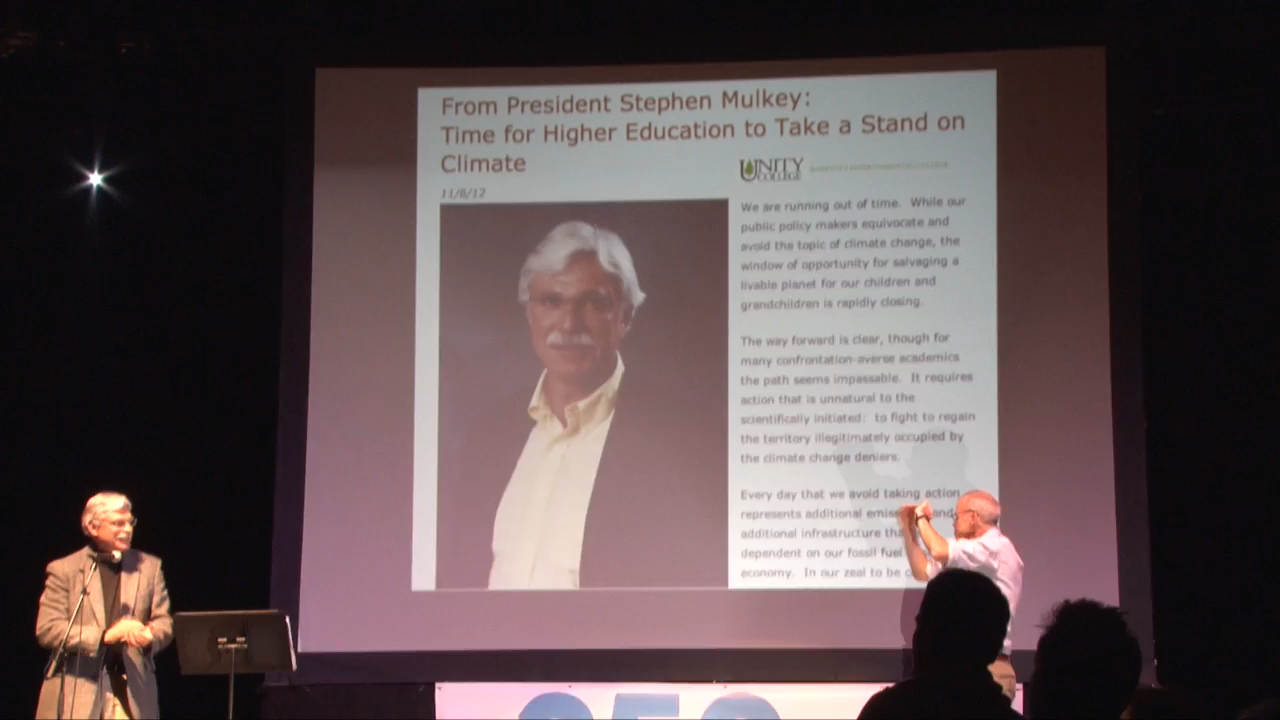 From President Stephen Mulkey:
Time for Higher Education to Take a Stand on
Climate
11/8/12
UNITY
COLLEGE
We are running out of time. While our
public policy makers equivocate and
avoid the topic of climate change, the
window of opportunity for salvaging a
livable planet for our children and
grandchildren is rapidly closing.
The way forward is clear, though for
many confrontation-averse academics
the path seems impassable. It requires
action that is unnatural to the
scientifically initiated: to fight to regain
the territory illegitimately occupied by
the climate change deniers.
Every day that we avoid taking action
represents additional and
additional infrastructure
dependent on our fossil fuel
economy. In our zeal to be
350